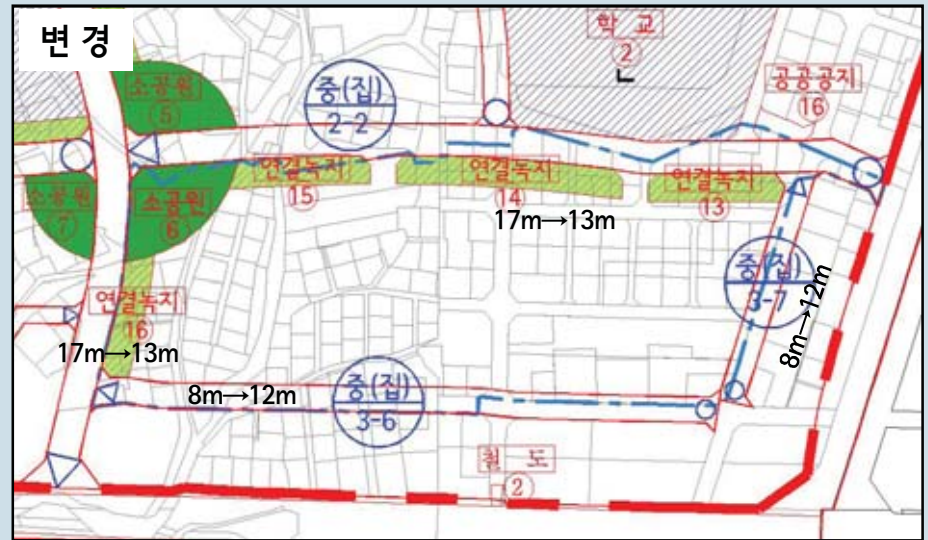 변 경
학 교
②
소공원
⑤
중(집)
2-2
공공공지
⑯
연결녹지
⑮
연결녹지
⑭
연결녹지
⑬
소공원
⑦
소공원
⑥
17m→13m
중(집)
3-7
8m→12m
연결녹지
⑯
17m→13m
8m→12m
중(집)
3-6
철 도
②